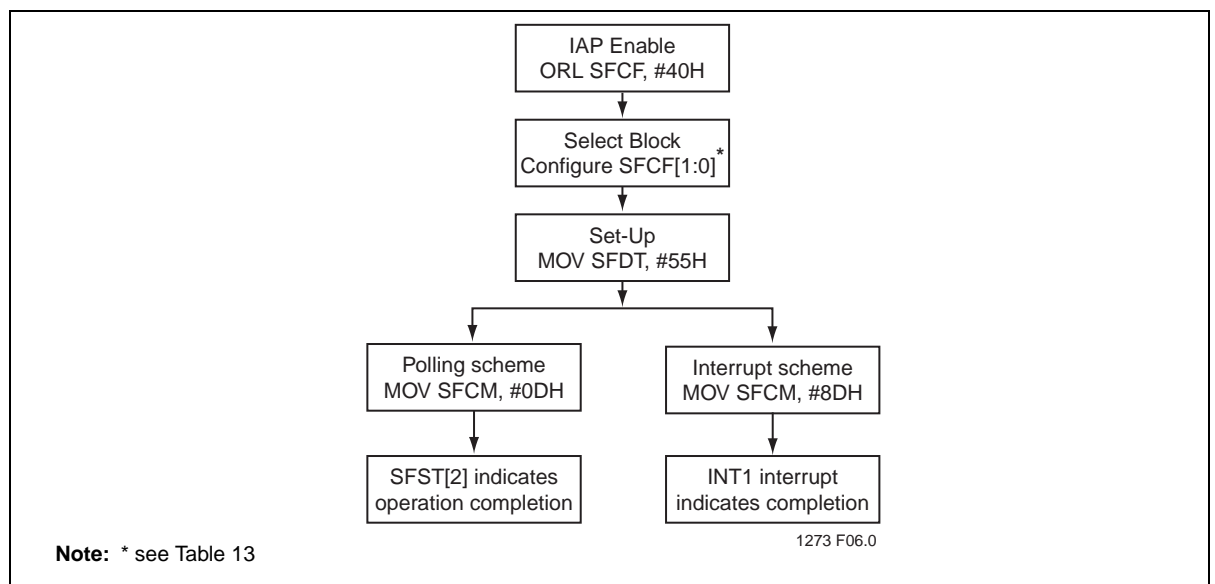 IAP Enable
ORL SFCF, #40H
Select Block
Configure SFCF[1:0]*
Set-Up
MOV SFDT, #55H
Polling scheme
MOV SFCM, #0DH
Interrupt scheme
MOV SFCM, #8DH
SFST[2] indicates
operation completion
INT1 interrupt
indicates completion
1273 F06.0
Note: * see Table 13